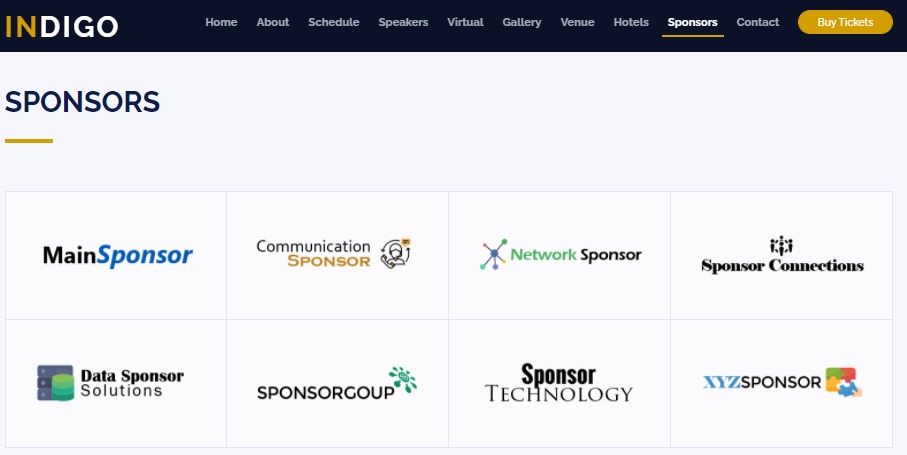 INDIGO
Home About Schedule Speakers Virtual Gallery Venue Hotels Sponsors Contact Buy Tickets
SPONSORS
MainSponsor
Communication
SPONSOR
Network Sponsor
Sponsor Connections
Data Sponsor
Solutions
SPONSORGOUP
Sponsor
TECHNOLOGY
XYZSPONSOR